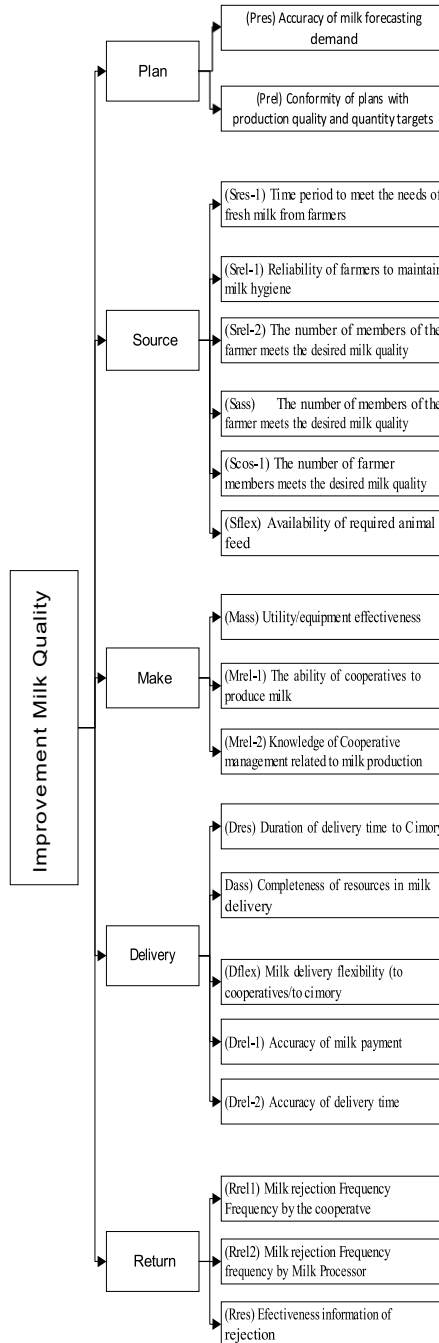 Improvement Milk Quality
Plan
(Pres) Accuracy of milk forecasting
demand
(Prel) Conformity of plans with
production quality and quantity targets
Source
(Sres-1) Time period to meet the needs of
fresh milk from farmers
(Srel-1) Reliability of farmers to maintain
milk hygiene
(Srel-2) The number of members of the
farmer meets the desired milk quality
(Sass) The number of members of the
farmer meets the desired milk quality
(Scos-1) The number of farmer
members meets the desired milk quality
(Sflex) Availability of required animal
feed
Make
(Mass) Utility/equipment effectiveness
(Mrel-1) The ability of cooperatives to
produce milk
(Mrel-2) Knowledge of Cooperative
management related to milk production
Delivery
(Dres) Duration of delivery time to Cimory
Dass) Completeness of resources in milk
delivery
(Dflex) Milk delivery flexibility (to
cooperatives/to cimory
(Drel-1) Accuracy of milk payment
(Drel-2) Accuracy of delivery time
Return
(Rrel1) Milk rejection Frequency
Frequency by the cooperatve
(Rrel2) Milk rejection Frequency
frequency by Milk Processor
(Rres) Efectiveness information of
rejection